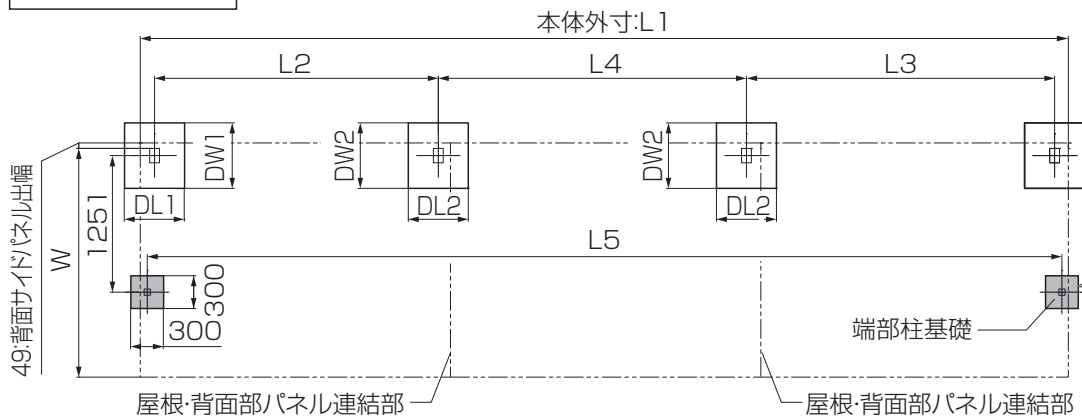 本体外寸:L1
L2
L4
L3
DW1
DW2
DW2
DL1
DL2
DL2
49:背面サイドパネル出幅
W
1251
L5
300
300
端部柱基礎
屋根・背面部パネル連結部
屋根・背面部パネル連結部